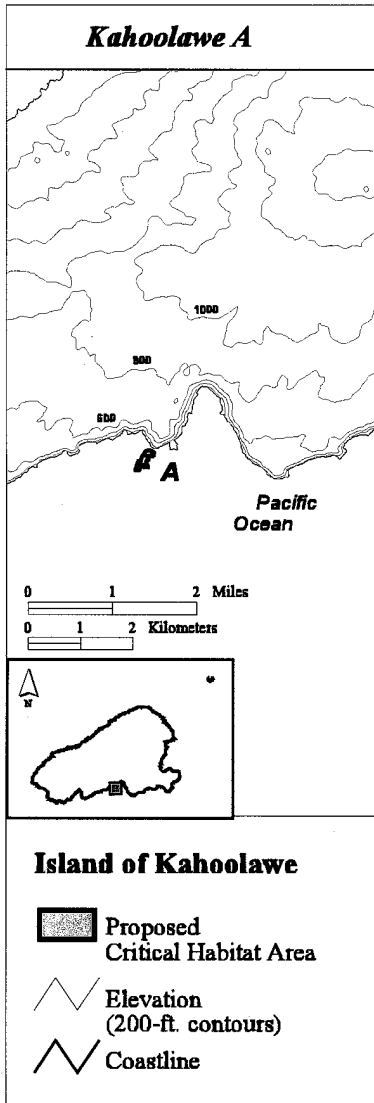 Kahoolawe A
1000
800
600
A
Pacific
Ocean
0 1 2 Miles
0 1 2 Kilometers
N
Island of Kahoolawe
Proposed
Critical Habitat Area
Elevation
(200-ft. contours)
Coastline